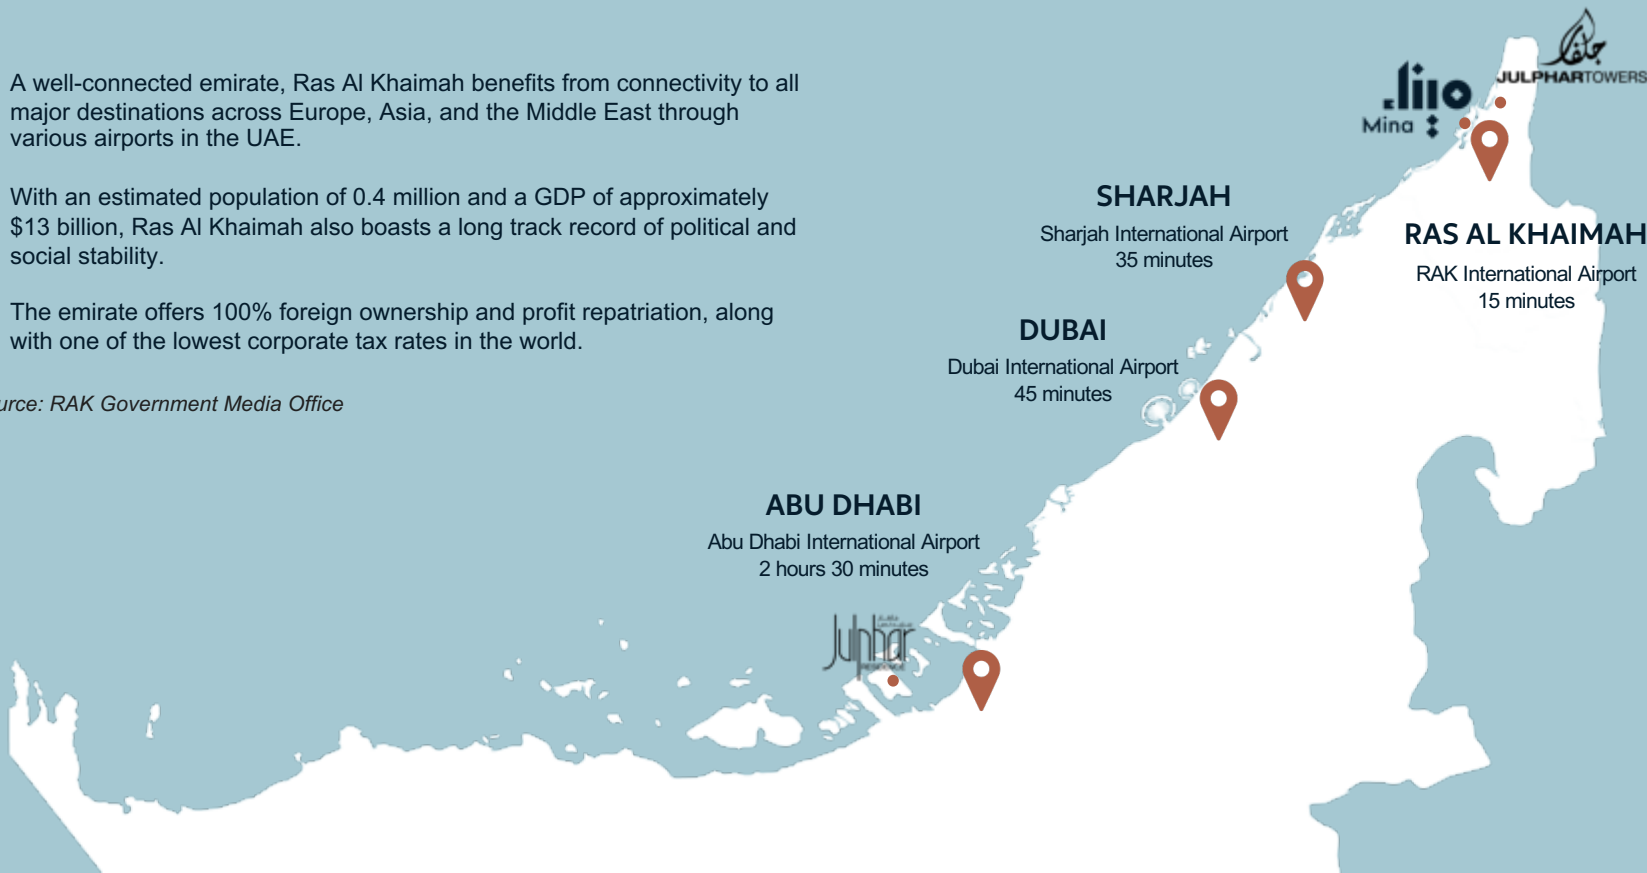 A well-connected emirate, Ras Al Khaimah benefits from connectivity to all
major destinations across Europe, Asia, and the Middle East through
various airports in the UAE.
With an estimated population of 0.4 million and a GDP of approximately
$13 billion, Ras Al Khaimah also boasts a long track record of political and
social stability.
The emirate offers 100% foreign ownership and profit repatriation, along
with one of the lowest corporate tax rates in the world.
urce: RAK Government Media Office
جلفار
JULPHARTOWERS
ميناء
Mina
SHARJAH
Sharjah International Airport
35 minutes
RAS AL KHAIMAH
RAK International Airport
15 minutes
DUBAI
Dubai International Airport
45 minutes
ABU DHABI
Abu Dhabi International Airport
2 hours 30 minutes
Julphar
RESIDENCE